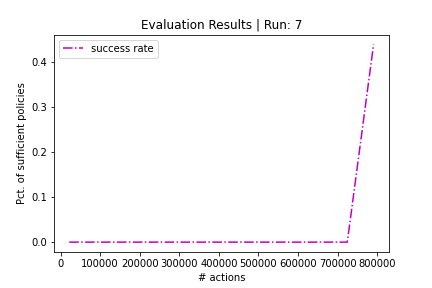 Evaluation Results | Run: 7
success rate
Pct. of sufficient policies
0.4
0.3
0.2
0.1
0.0
0 100000 200000 300000 400000 500000 600000 700000 800000
# actions